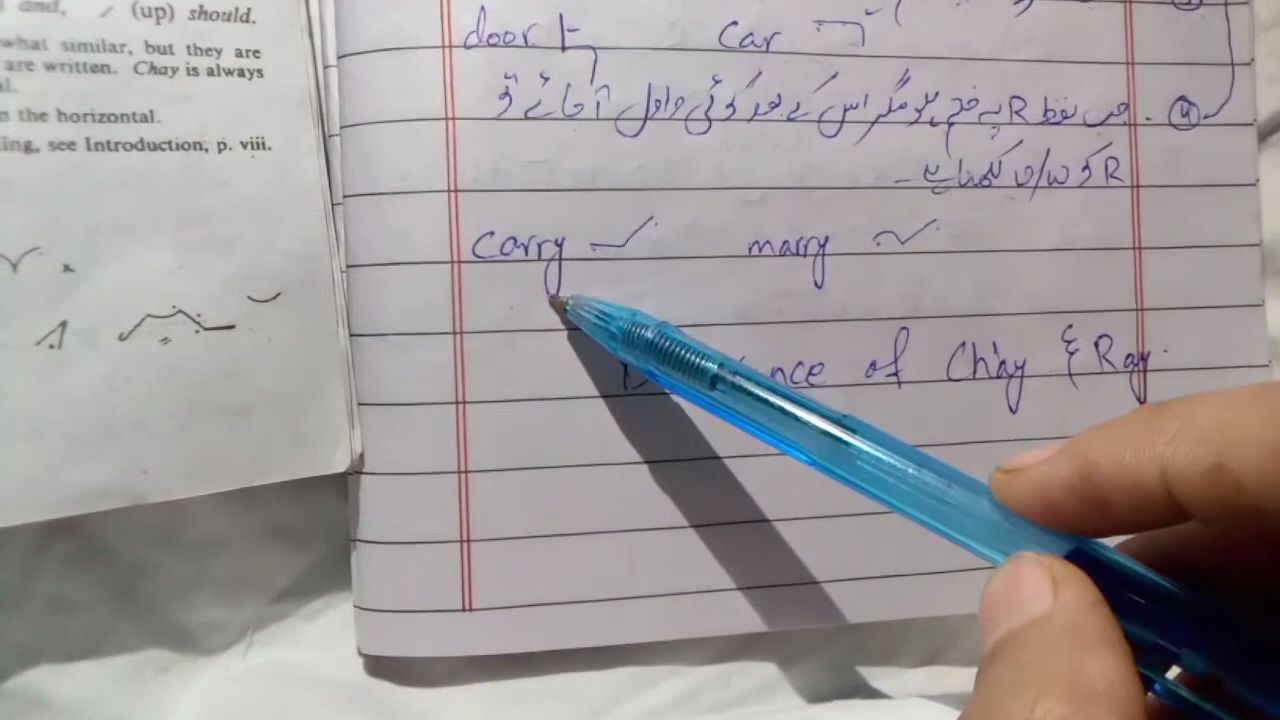 and, (up) should.
what similar, but they are
are written. Chay is always
l.
n the horizontal.
ing, see Introduction, p. viii.
door Car
جب لفظ R پہ ختم ہو مگر اس کے بعد کوئی واول آ جائے تو
R کو up لکھنا ہے۔
Carry marry
nce of Chay & Ray.